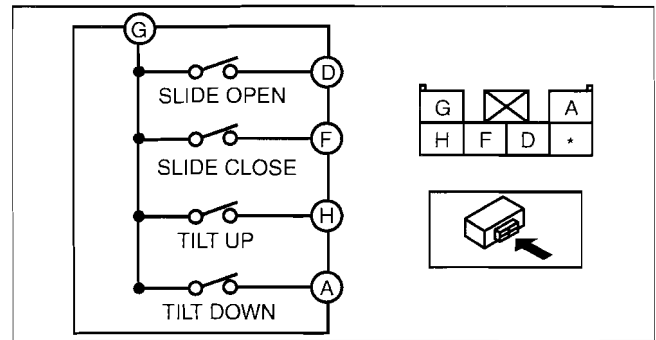 G
D
SLIDE OPEN
F
SLIDE CLOSE
H
TILT UP
A
TILT DOWN
G A
H F D *